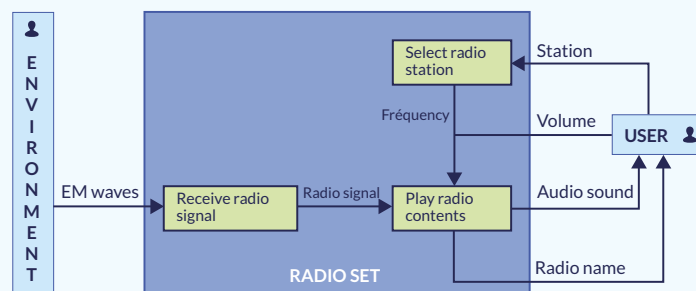 ENVIRONMENT
Select radio
station
Station
Fréquency
Volume
USER
EM waves
Receive radio
signal
Radio signal
Play radio
contents
Audio sound
RADIO SET
Radio name